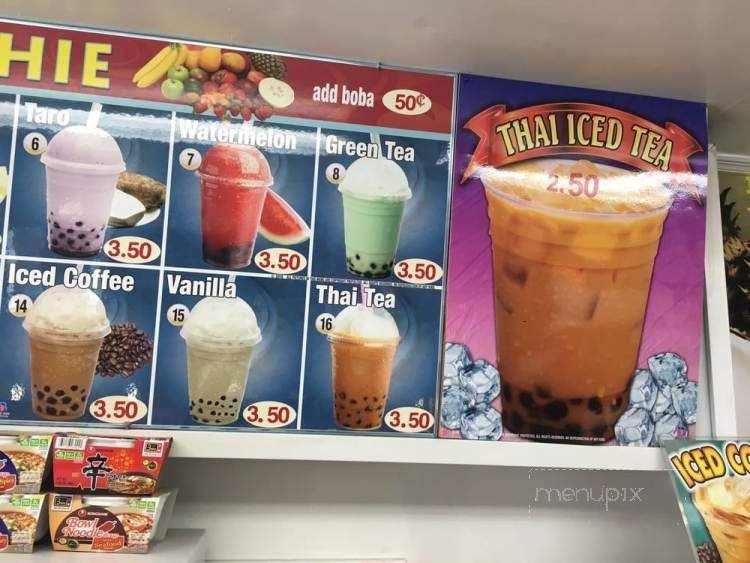 HIE
add boba 50¢
Taro
6
3.50
Watermelon
7
3.50
Green Tea
8
3.50
Iced Coffee
14
3.50
Vanilla
15
3.50
Thai Tea
16
3.50
THAI ICED TEA
2.50
ICED CO
辛
Bowl
Noodle
Seafood
menupix